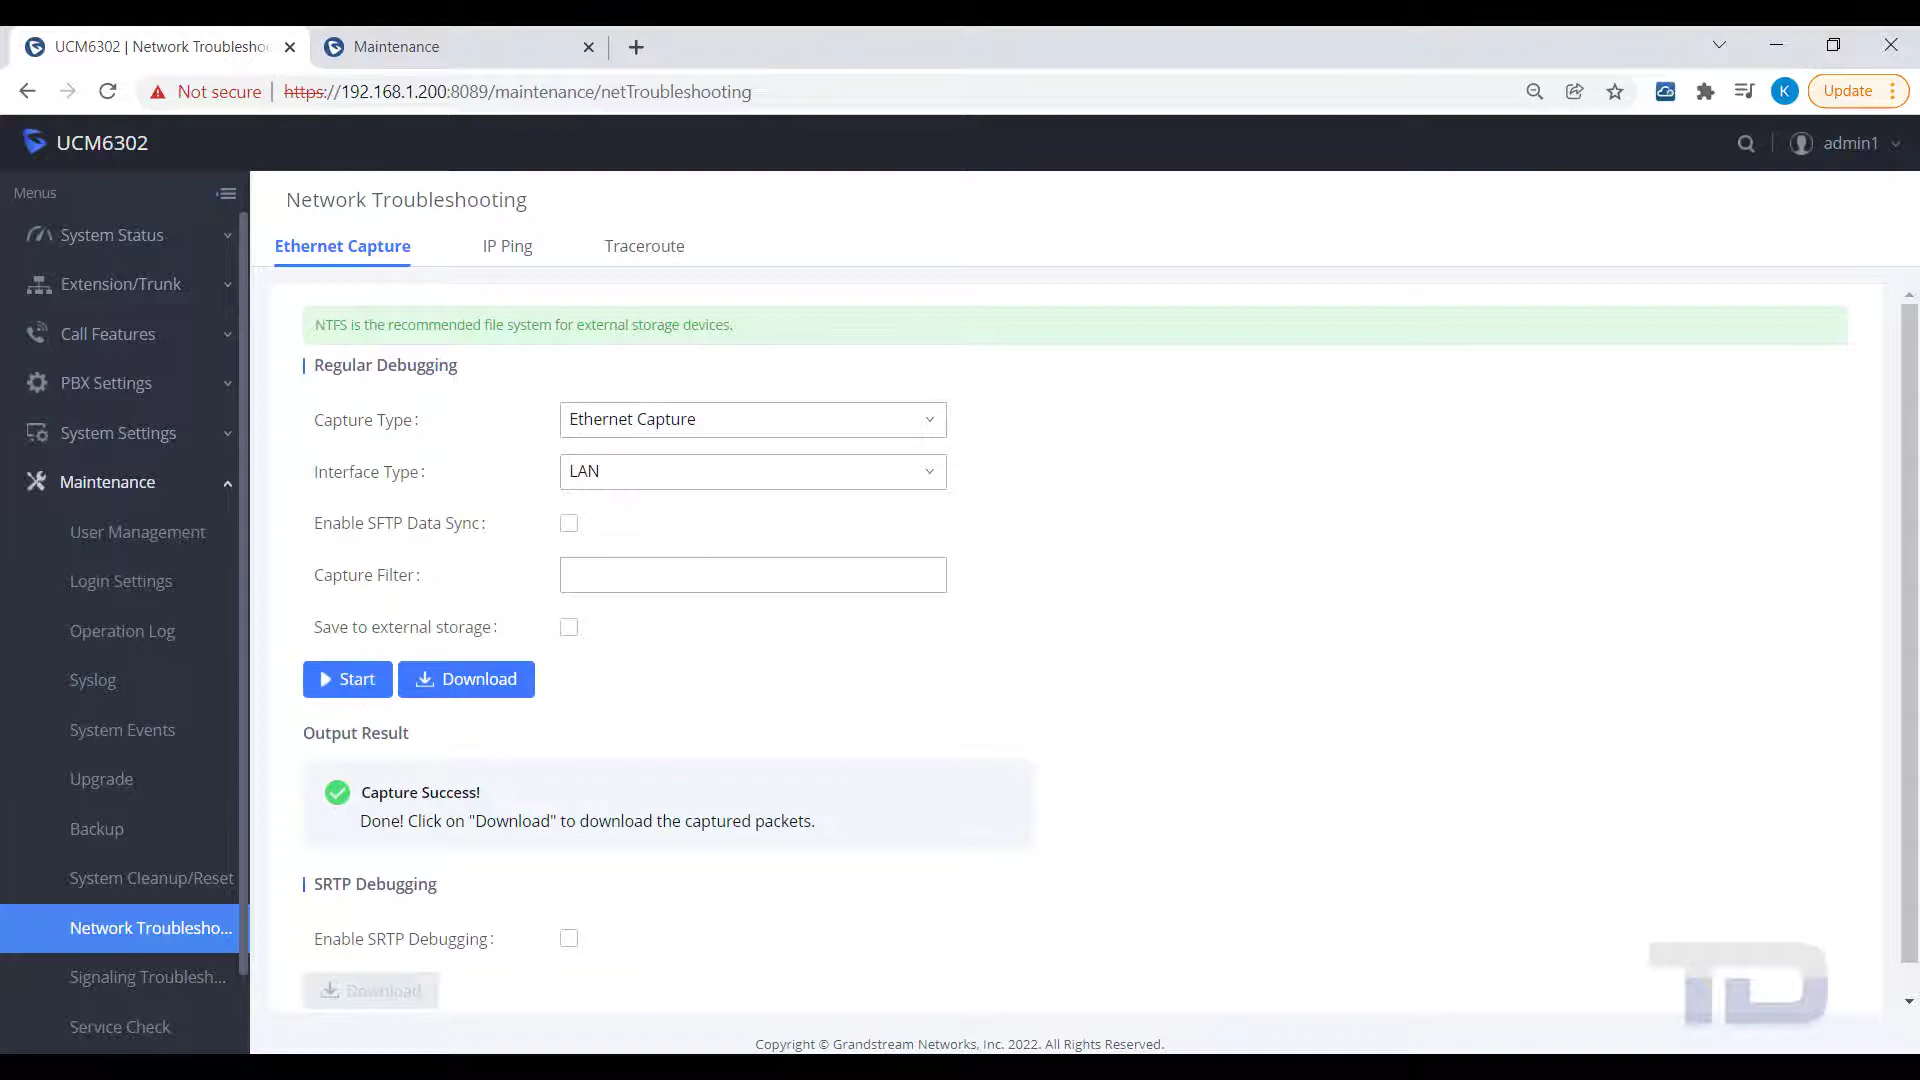 UCM6302 | Network Troublesho
Maintenance
Not secure
https://192.168.1.200:8089/maintenance/netTroubleshooting
K
Update
UCM6302
admin1
Menus
System Status
Extension/Trunk
Call Features
PBX Settings
System Settings
Maintenance
User Management
Login Settings
Operation Log
Syslog
System Events
Upgrade
Backup
System Cleanup/Reset
Network Troublesho...
Signaling Troublesh...
Service Check
Network Troubleshooting
Ethernet Capture
IP Ping
Traceroute
NTFS is the recommended file system for external storage devices.
Regular Debugging
Capture Type: Ethernet Capture
Interface Type: LAN
Enable SFTP Data Sync:
Capture Filter:
Save to external storage:
Start
Download
Output Result
Capture Success!
Done! Click on "Download" to download the captured packets.
SRTP Debugging
Enable SRTP Debugging:
Download
TD
Copyright © Grandstream Networks, Inc. 2022. All Rights Reserved.